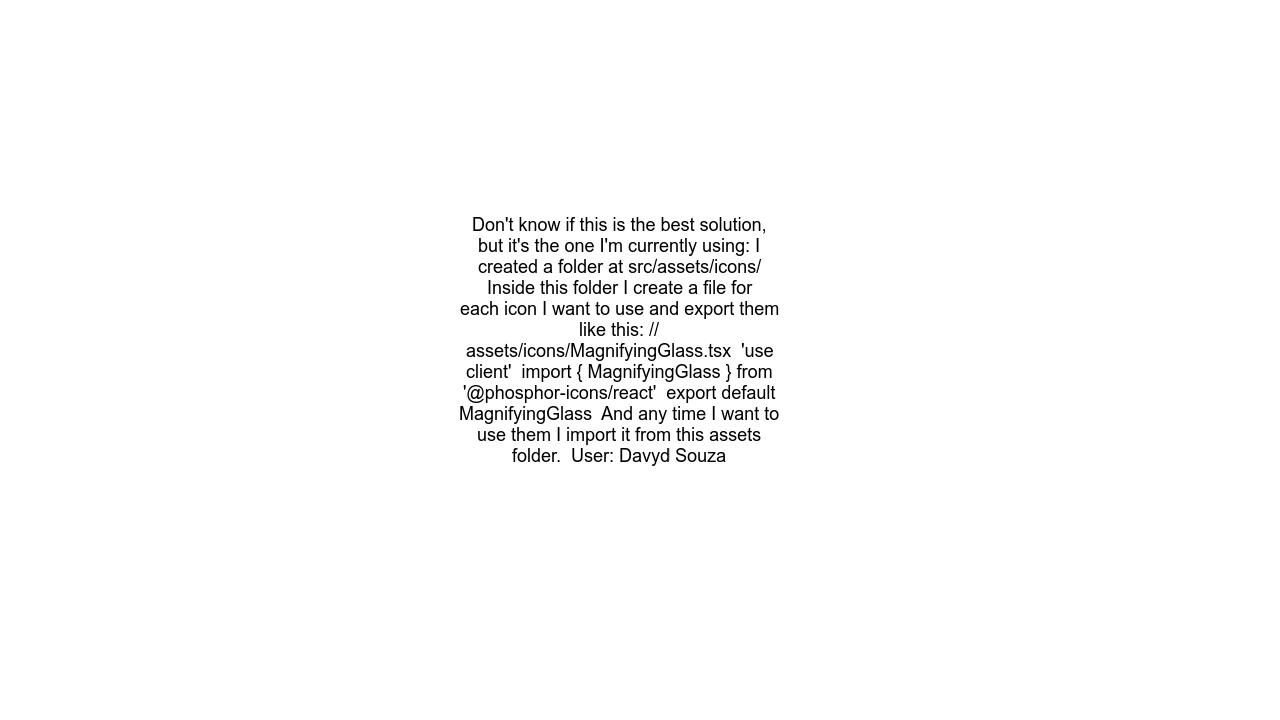 Don't know if this is the best solution,
but it's the one I'm currently using: I
created a folder at src/assets/icons/
Inside this folder I create a file for
each icon I want to use and export them
like this: //
assets/icons/MagnifyingGlass.tsx  'use
client'  import { MagnifyingGlass } from
'@phosphor-icons/react'  export default
MagnifyingGlass  And any time I want to
use them I import it from this assets
folder.  User: Davyd Souza